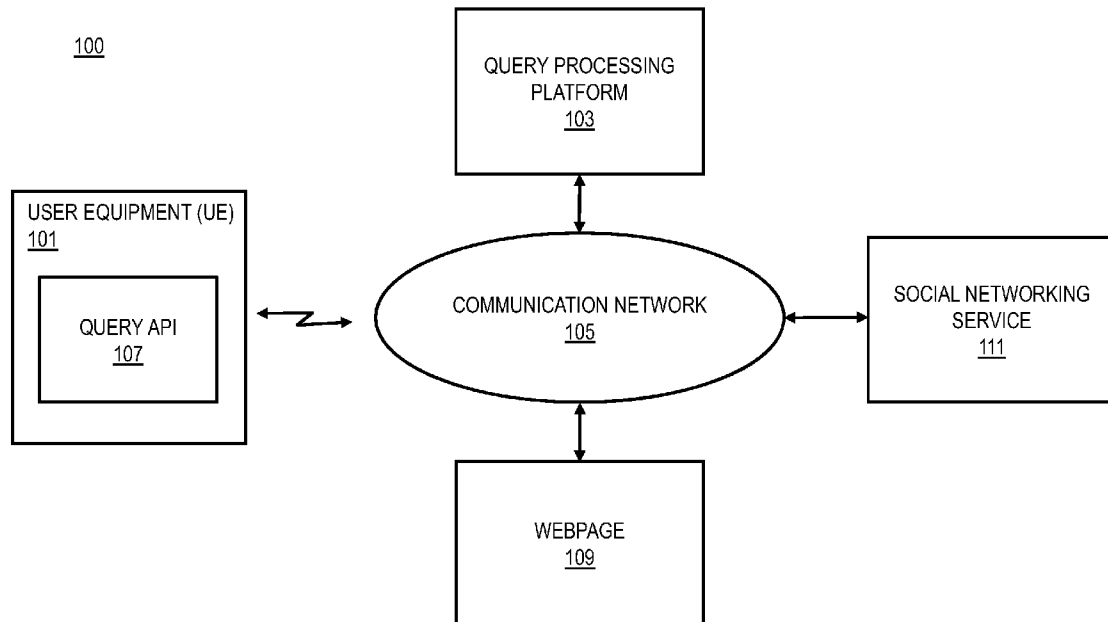 100
QUERY PROCESSING
PLATFORM
103
USER EQUIPMENT (UE)
101
QUERY API
107
COMMUNICATION NETWORK
105
SOCIAL NETWORKING
SERVICE
111
WEBPAGE
109